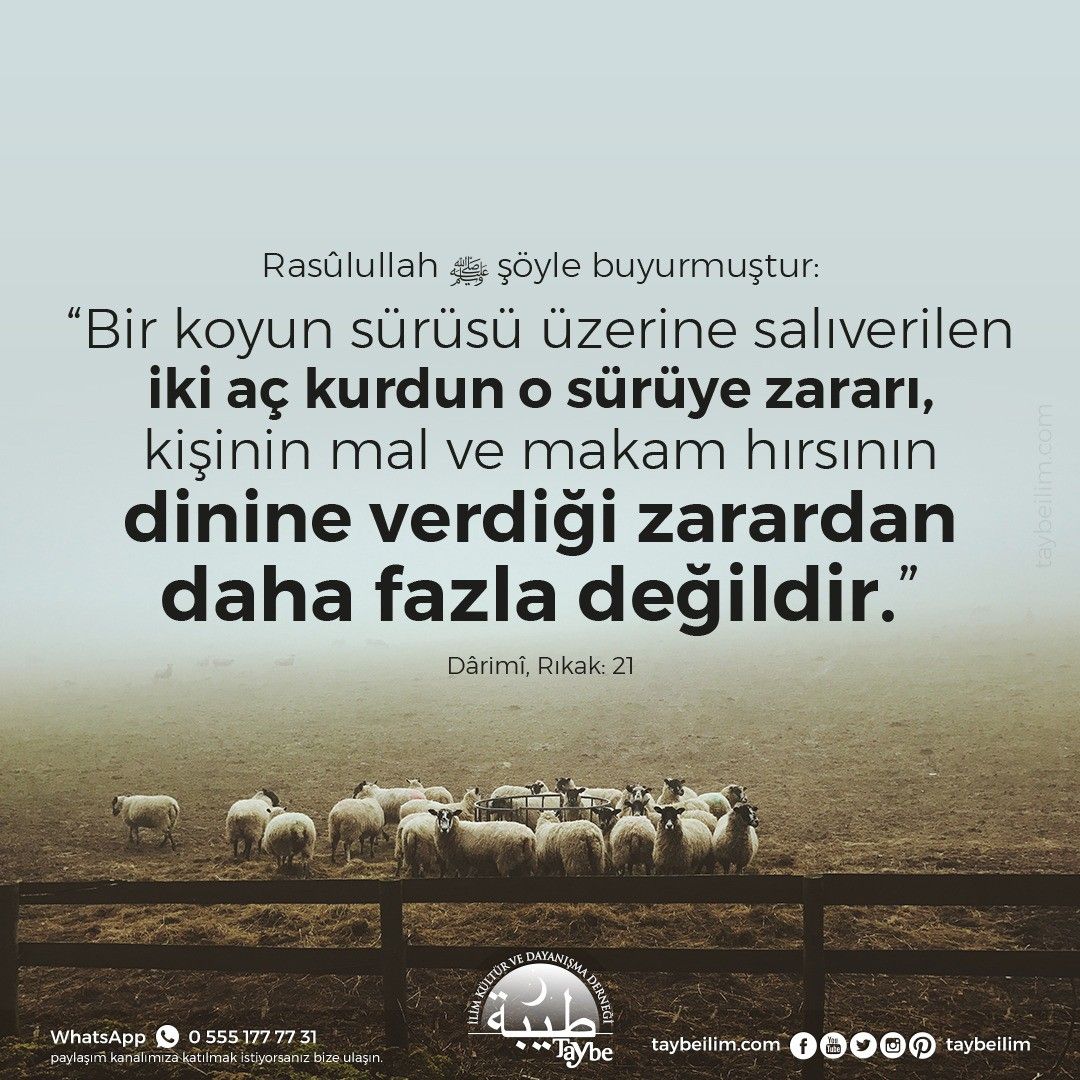 Rasûlullah ﷺ şöyle buyurmuştur:
“Bir koyun sürüsü üzerine salıverilen
iki aç kurdun o sürüye zararı,
kişinin mal ve makam hırsının
dinine verdiği zarardan
daha fazla değildir.”
Dârimî, Rıkak: 21
taybeilim.com
İLİM KÜLTÜR VE DAYANIŞMA DERNEĞİ
طيبة
Taybe
WhatsApp 0 555 177 77 31
paylaşım kanalımıza katılmak istiyorsanız bize ulaşın.
taybeilim.com f You Tube taybeilim